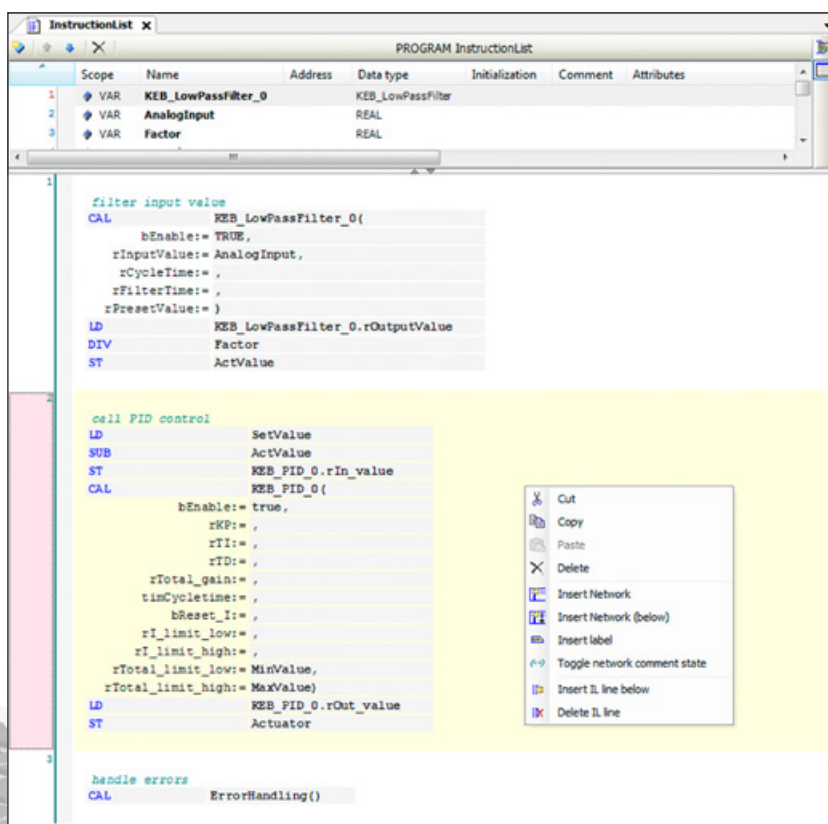 InstructionList X
PROGRAM InstructionList
Scope Name Address Data type Initialization Comment Attributes
1 VAR KEB_LowPassFilter_0 KEB_LowPassFilter
2 VAR AnalogInput REAL
3 VAR Factor REAL
1
filter input value
CAL KEB_LowPassFilter_0(
bEnable:= TRUE,
rInputValue:= AnalogInput,
rCycleTime:= ,
rFilterTime:= ,
rPresetValue:= )
LD KEB_LowPassFilter_0.rOutputValue
DIV Factor
ST ActValue
2
call PID control
LD SetValue
SUB ActValue
ST KEB_PID_0.rIn_value
CAL KEB_PID_0(
bEnable:= true,
rKP:= ,
rTI:= ,
rTD:= ,
rTotal_gain:= ,
timCycletime:= ,
bReset_I:= ,
rI_limit_low:= ,
rI_limit_high:= ,
rTotal_limit_low:= MinValue,
rTotal_limit_high:= MaxValue)
LD KEB_PID_0.rOut_value
ST Actuator
Cut
Copy
Paste
Delete
Insert Network
Insert Network (below)
Insert label
Toggle network comment state
Insert IL line below
Delete IL line
3
handle errors
CAL ErrorHandling()